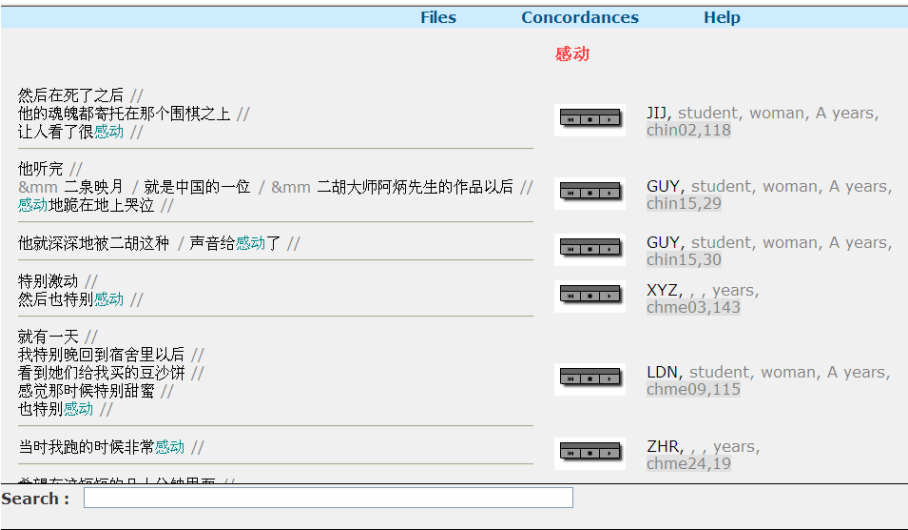 Files Concordances Help
感动
然后在死了之后 //
他的魂魄都寄托在那个围棋之上 //
让人看了很感动 //
JIJ, student, woman, A years,
chin02,118
他听完 //
&mm 二泉映月 / 就是中国的一位 / &mm 二胡大师阿炳先生的作品以后 //
感动地跪在地上哭泣 //
GUY, student, woman, A years,
chin15,29
他就深深地被二胡这种 / 声音给感动了 //
GUY, student, woman, A years,
chin15,30
特别激动 //
然后也特别感动 //
XYZ, , , years,
chme03,143
就有一天 //
我特别晚回到宿舍里以后 //
看到她们给我买的豆沙饼 //
感觉那时候特别甜蜜 //
也特别感动 //
LDN, student, woman, A years,
chme09,115
当时我跑的时候非常感动 //
ZHR, , , years,
chme24,19
Search :